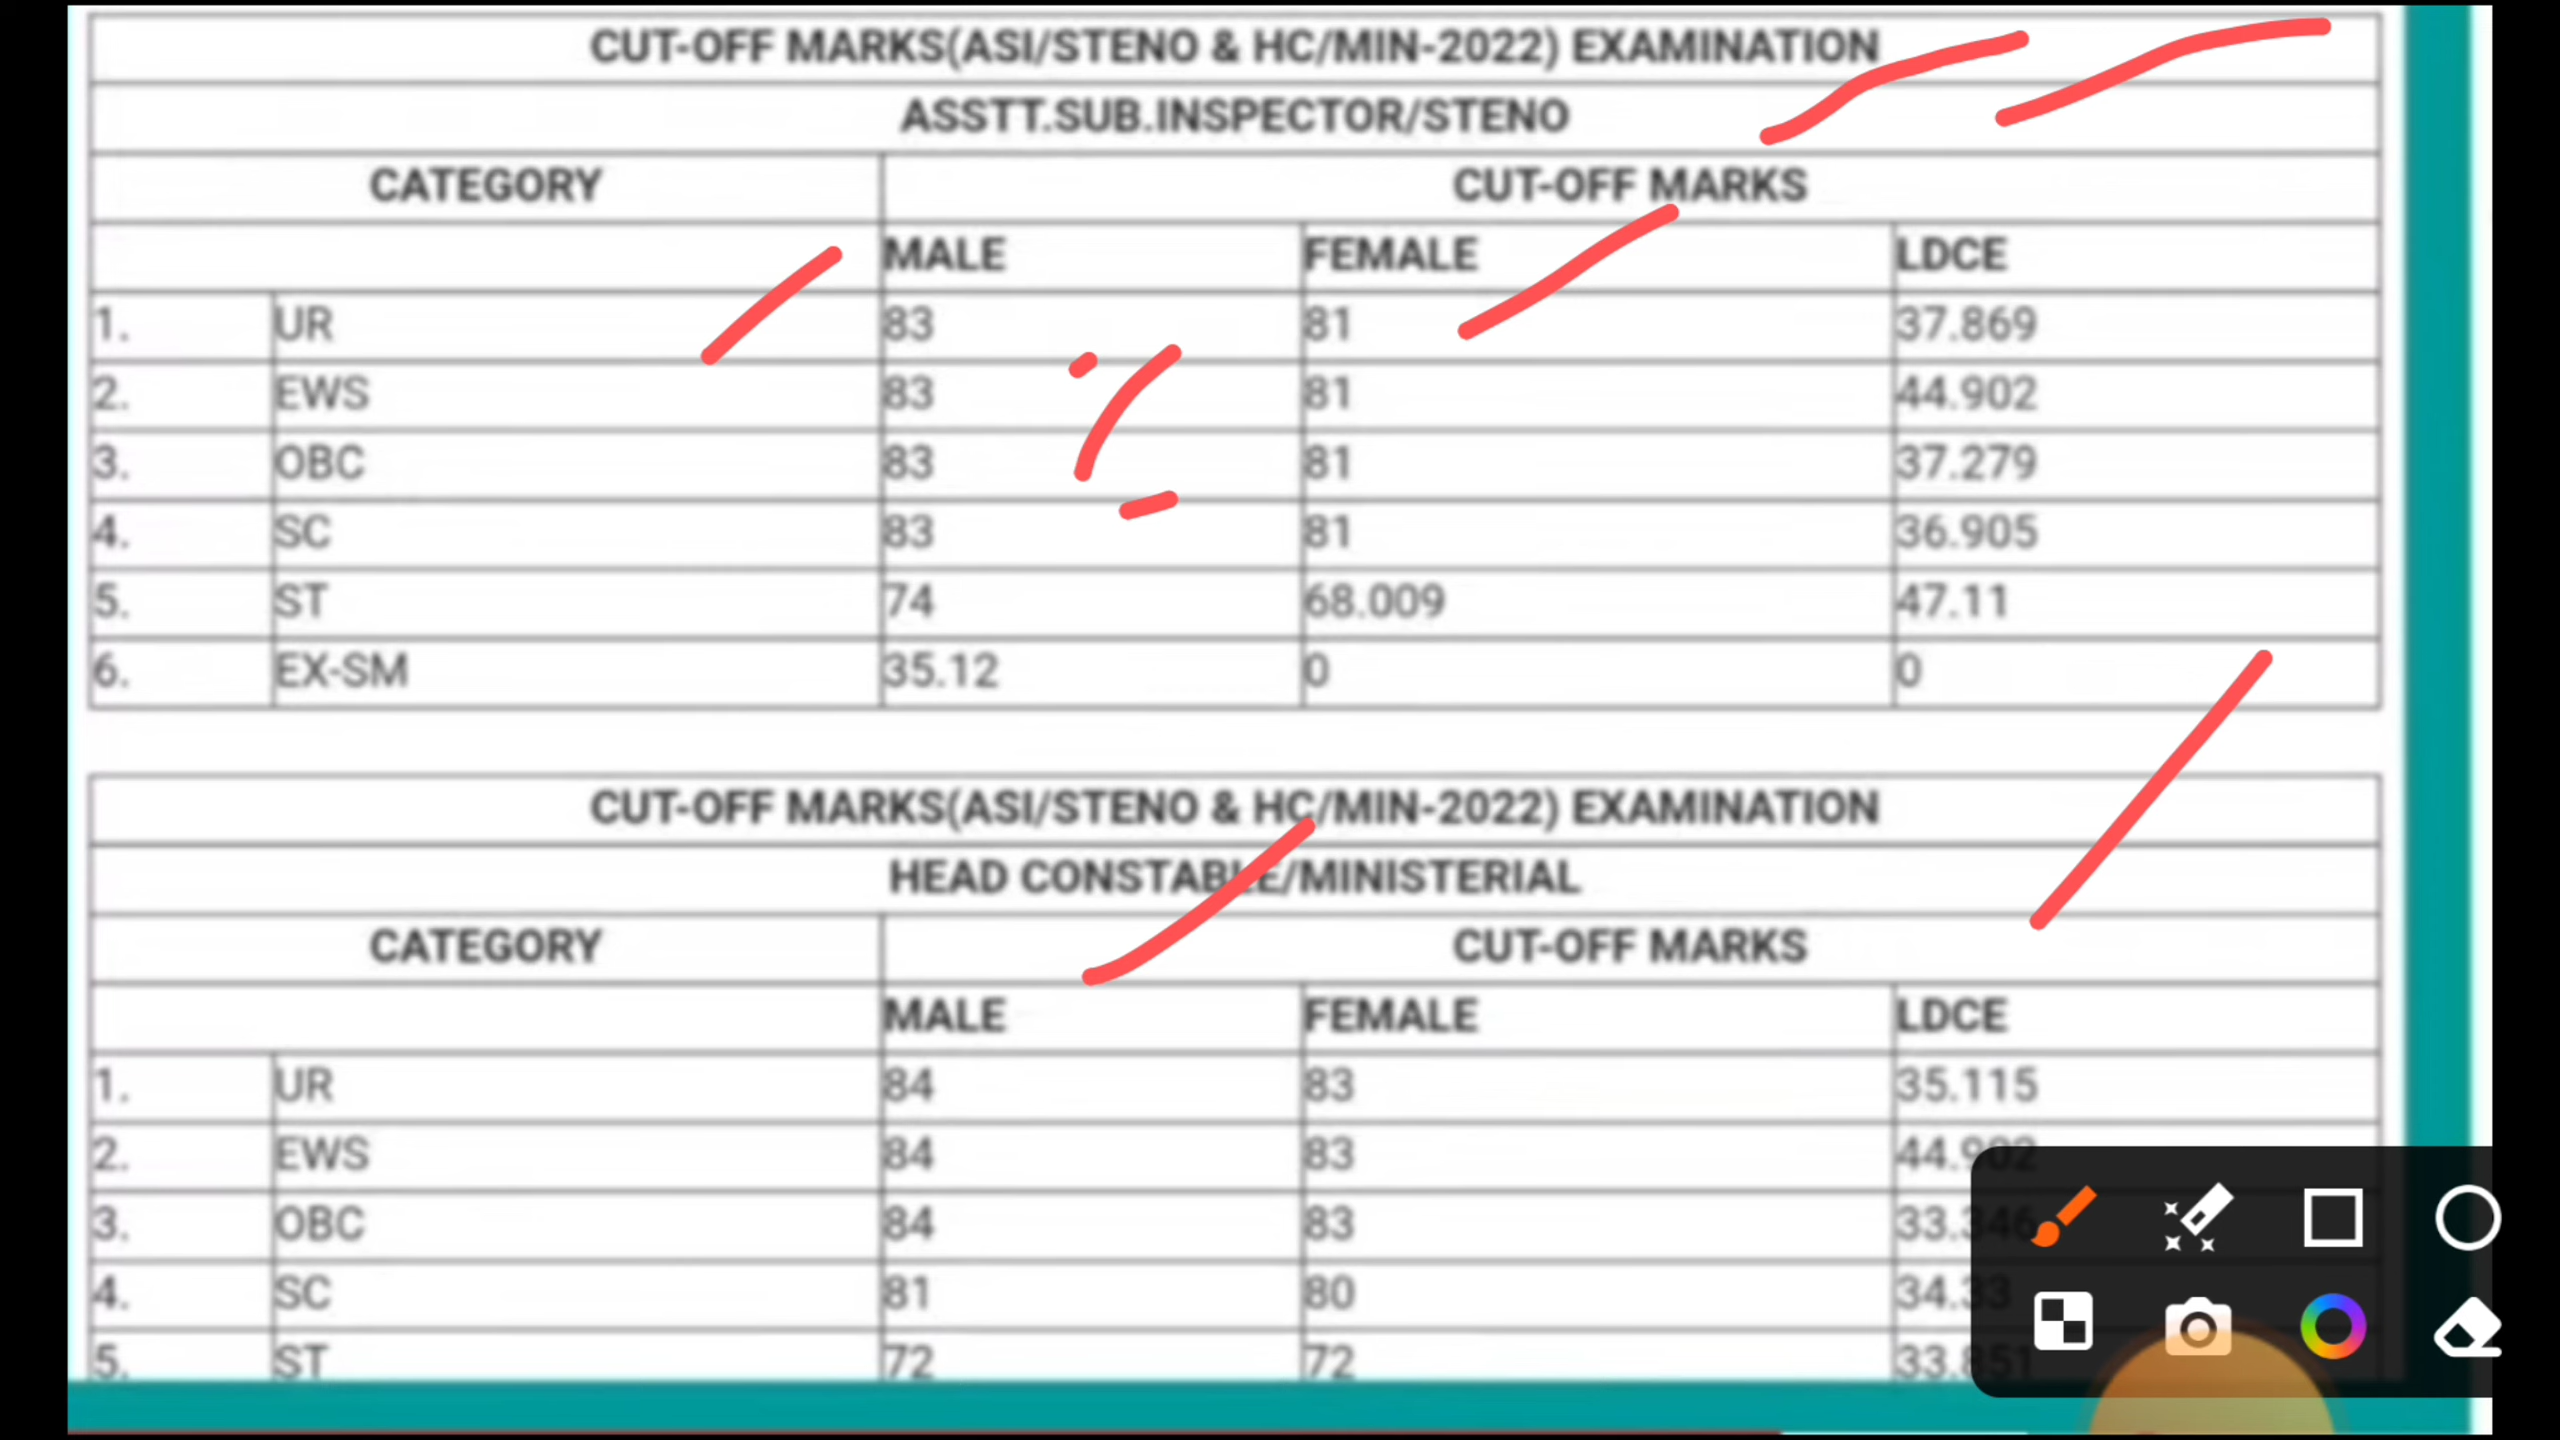 CUT-OFF MARKS(ASI/STENO & HC/MIN-2022) EXAMINATION
ASSTT.SUB.INSPECTOR/STENO
CATEGORY CUT-OFF MARKS
MALE FEMALE LDCE
1. UR 83 81 37.869
2. EWS 83 81 44.902
3. OBC 83 81 37.279
4. SC 83 81 36.905
5. ST 74 68.009 47.11
6. EX-SM 35.12 0 0
CUT-OFF MARKS(ASI/STENO & HC/MIN-2022) EXAMINATION
HEAD CONSTABLE/MINISTERIAL
CATEGORY CUT-OFF MARKS
MALE FEMALE LDCE
1. UR 84 83 35.115
2. EWS 84 83 44.902
3. OBC 84 83 33.346
4. SC 81 80 34.33
5. ST 72 72 33.851